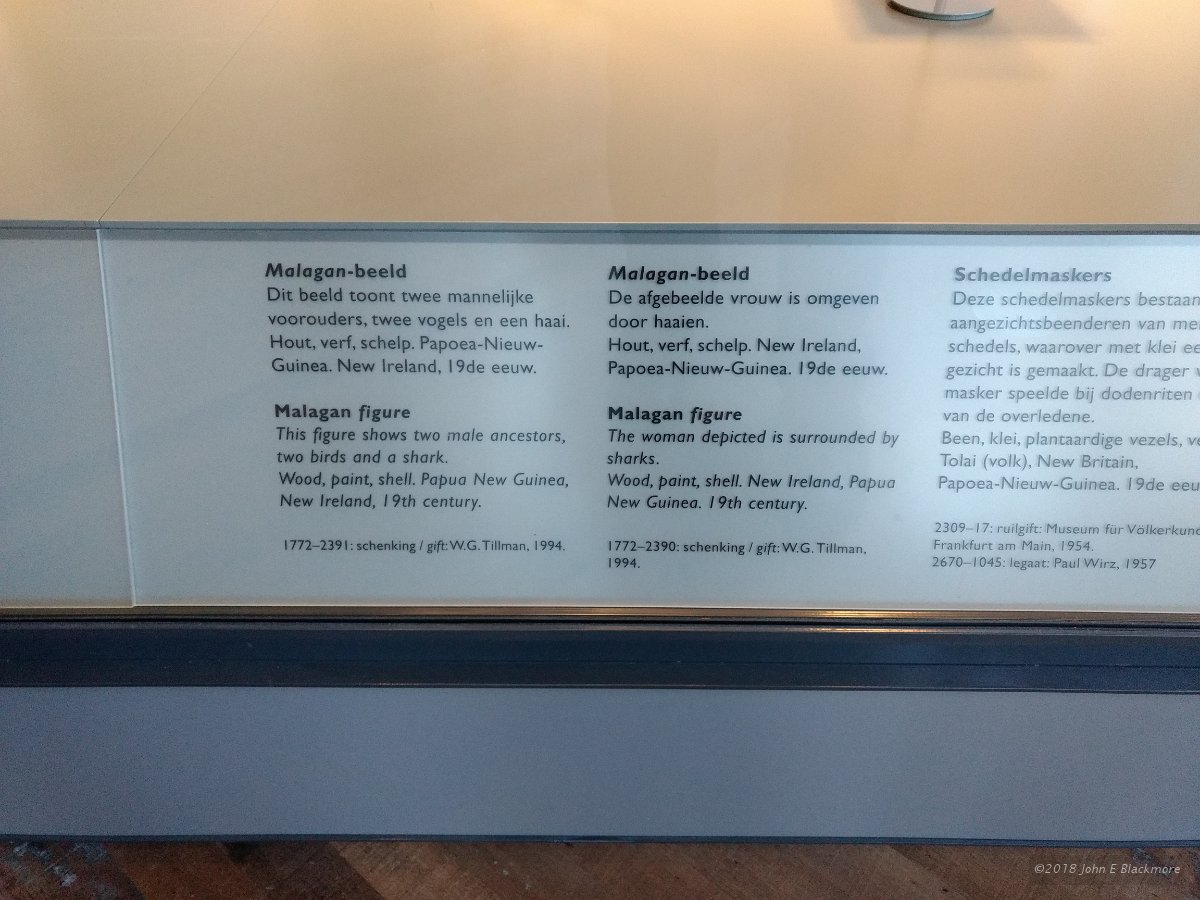 Malagan-beeld
Dit beeld toont twee mannelijke
voorouders, twee vogels en een haai.
Hout, verf, schelp. Papoea-Nieuw-
Guinea. New Ireland, 19de eeuw.
Malagan figure
This figure shows two male ancestors,
two birds and a shark.
Wood, paint, shell. Papua New Guinea,
New Ireland, 19th century.
1772–2391: schenking / gift: W.G. Tillman, 1994.
Malagan-beeld
De afgebeelde vrouw is omgeven
door haaien.
Hout, verf, schelp. New Ireland,
Papoea-Nieuw-Guinea. 19de eeuw.
Malagan figure
The woman depicted is surrounded by
sharks.
Wood, paint, shell. New Ireland, Papua
New Guinea. 19th century.
1772–2390: schenking / gift: W.G. Tillman,
1994.
Schedelmaskers
Deze schedelmaskers bestaan
aangezichtsbeenderen van
schedels, waarover met klei
gezicht is gemaakt. De drager
masker speelde bij dodenriten
van de overledene.
Been, klei, plantaardige vezels,
Tolai (volk), New Britain,
Papoea-Nieuw-Guinea. 19de
2309–17: ruilgift: Museum für
Frankfurt am Main, 1954.
2670–1045: legaat: Paul Wirz, 1957
©2018 John E Blackmore